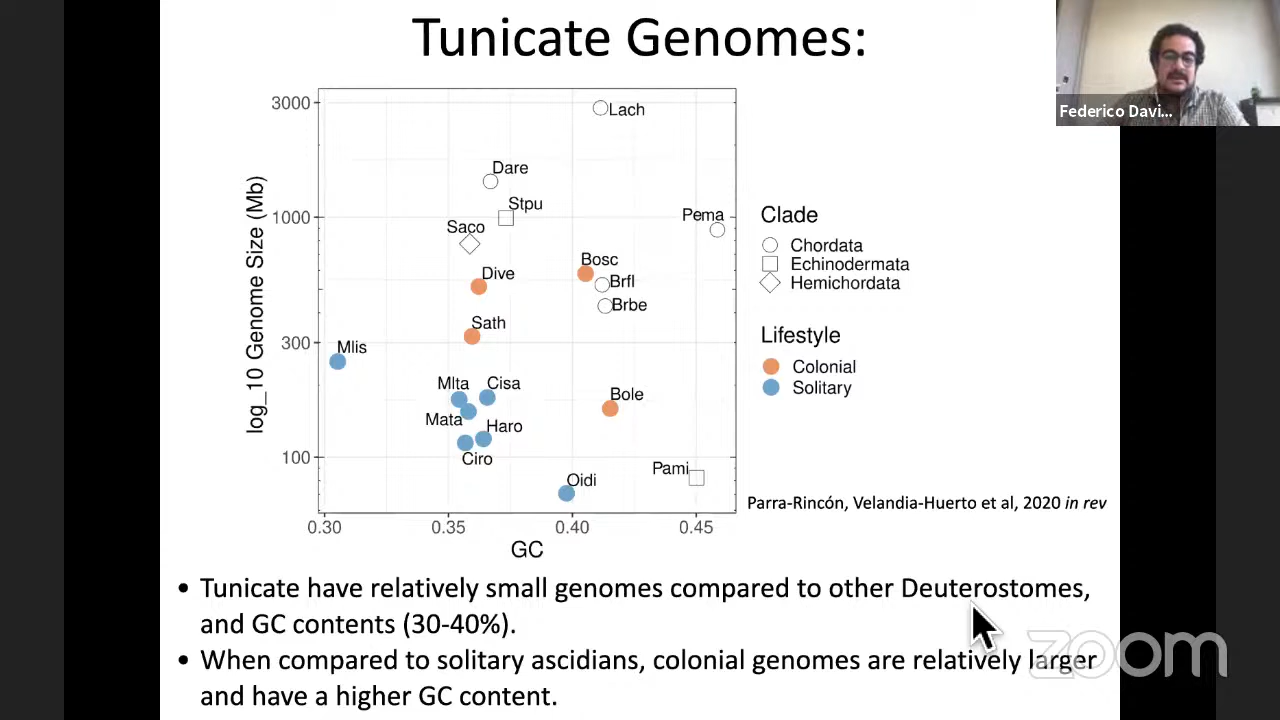 Tunicate Genomes:
Federico Davi...
log_10 Genome Size (Mb)
3000
1000
300
100
Lach
Dare
Stpu
Pema
Saco
Bosc
Dive
Brfl
Brbe
Sath
Mlis
Mlta
Cisa
Bole
Mata
Haro
Ciro
Pami
Oidi
0.30
0.35
0.40
0.45
GC
Clade
Chordata
Echinodermata
Hemichordata
Lifestyle
Colonial
Solitary
Parra-Rincón, Velandia-Huerto et al, 2020 in rev
• Tunicate have relatively small genomes compared to other Deuterostomes,
and GC contents (30-40%).
• When compared to solitary ascidians, colonial genomes are relatively larger
and have a higher GC content.
zoom